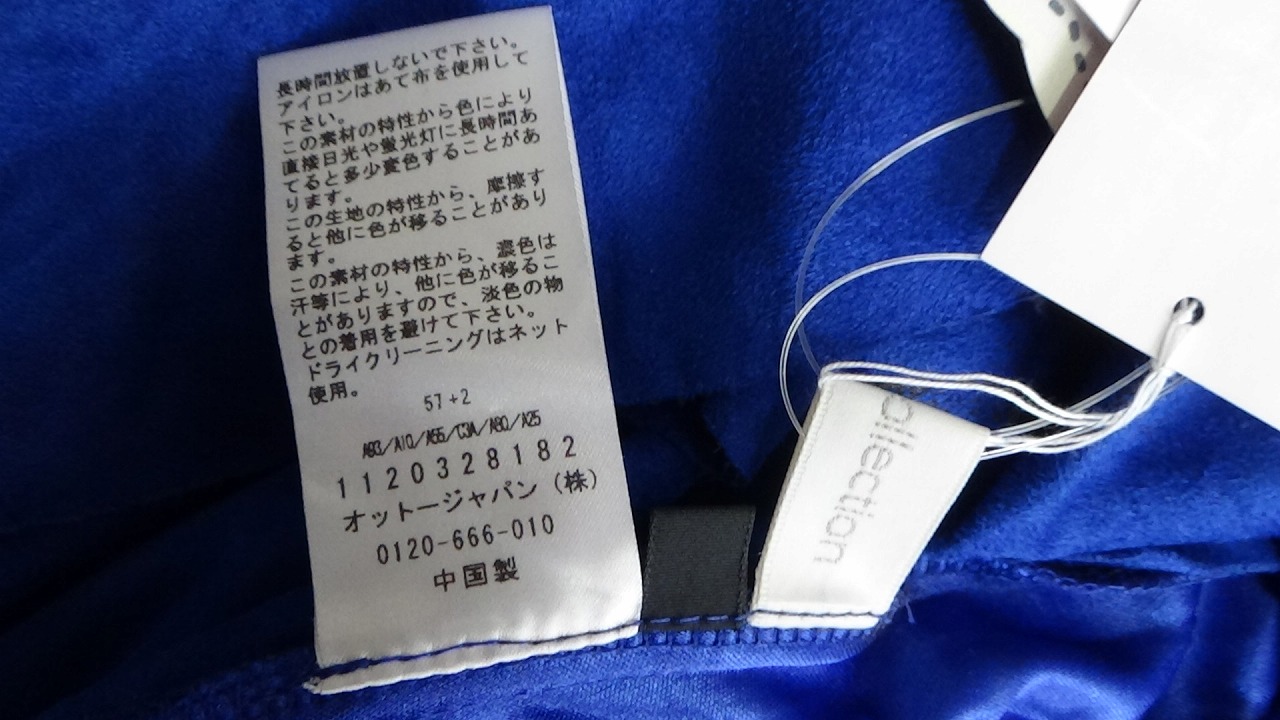 長時間放置しないで下さい。
アイロンはあて布を使用して
下さい。
この素材の特性から色により
直接日光や蛍光灯に長時間あ
てると多少変色することがあ
ります。
この生地の特性から、摩擦す
ると他に色が移ることがあり
ます。
この素材の特性から、濃色は
汗等により、他に色が移るこ
とがありますので、淡色の物
との着用を避けて下さい。
ドライクリーニングはネット
使用。
57+2
A93/A10/A55/C3A/A90/A25
1120328182
オットージャパン（株）
0120-666-010
中国製
ollection